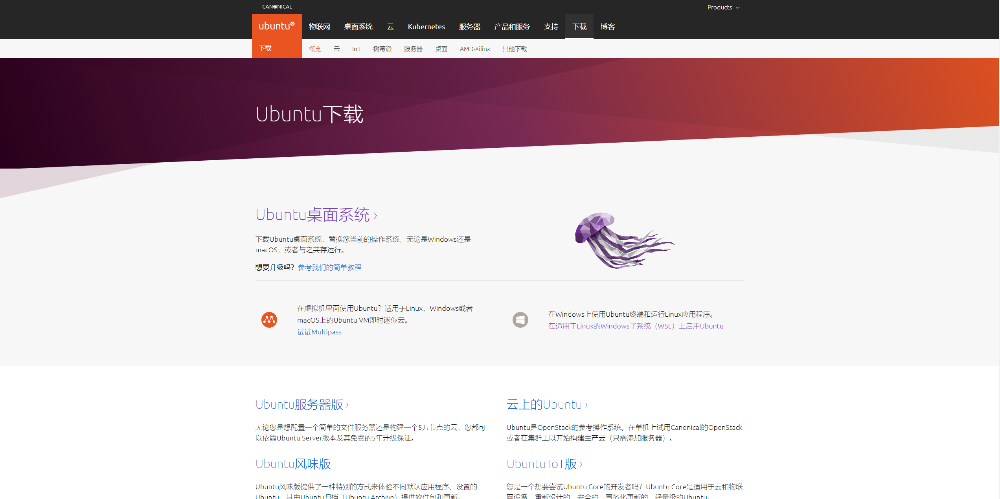 CANONICAL
Products
ubuntu
物联网 桌面系统 云 Kubernetes 服务器 产品和服务 支持 下载 博客
下载 概览 云 IoT 树莓派 服务器 桌面 AMD-Xilinx 其他下载
Ubuntu下载
Ubuntu桌面系统 ›
下载Ubuntu桌面系统，替换您当前的操作系统，无论是Windows还是
macOS，或者与之共存运行。
想要升级吗？参考我们的简单教程
在虚拟机里面使用Ubuntu？适用于Linux，Windows或者
macOS上的Ubuntu VM即时迷你云。
试试Multipass
在Windows上使用Ubuntu终端和运行Linux应用程序。
在适用于Linux的Windows子系统（WSL）上启用Ubuntu
Ubuntu服务器版 ›
无论您是想配置一个简单的文件服务器还是构建一个5万节点的云，您都可
以依靠Ubuntu Server版本及其免费的5年升级保证。
云上的Ubuntu ›
Ubuntu是OpenStack的参考操作系统。在单机上试用Canonical的OpenStack
或者在集群上以开始构建生产云（只需添加服务器）。
Ubuntu风味版
Ubuntu风味版提供了一种特别的方式来体验不同默认应用程序、设置的
Ubuntu，其由Ubuntu归档（Ubuntu Archive）提供软件包和更新。
Ubuntu IoT版 ›
您是一个想要尝试Ubuntu Core的开发者吗？Ubuntu Core是适用于云和物联
网设备，重新设计的，安全的，事务化更新的，轻量级的Ubuntu。